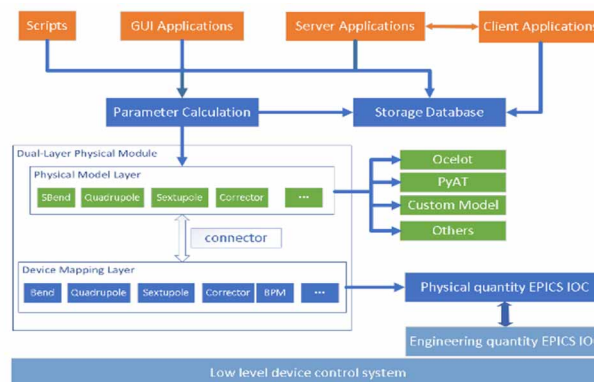 Scripts
GUI Applications
Server Applications
Client Applications
Parameter Calculation
Storage Database
Dual-Layer Physical Module
Physical Model Layer
SBend
Quadrupole
Sextupole
Corrector
...
Ocelot
PyAT
Custom Model
Others
connector
Device Mapping Layer
Bend
Quadrupole
Sextupole
Corrector
BPM
...
Physical quantity EPICS IOC
Engineering quantity EPICS IO
Low level device control system